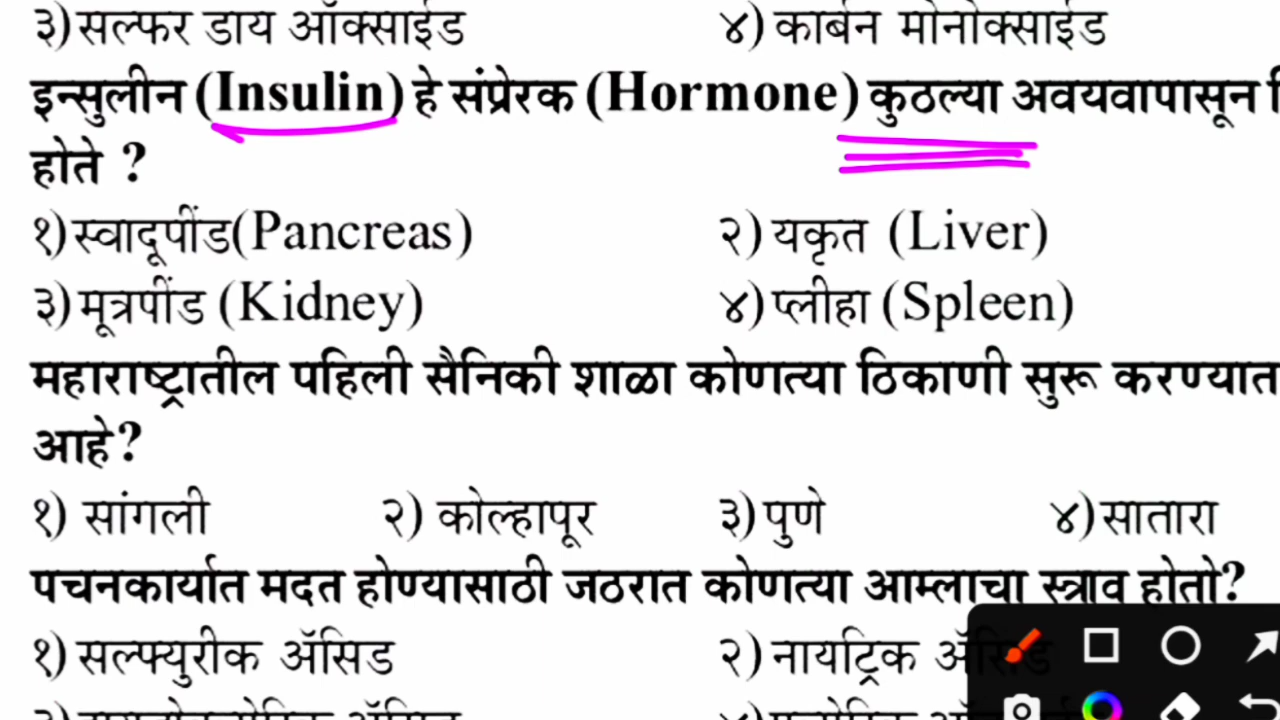 ३) सल्फर डाय ऑक्साईड ४) कार्बन मोनोक्साईड
इन्सुलीन (Insulin) हे संप्रेरक (Hormone) कुठल्या अवयवापासून
होते ?
१) स्वादूपींड(Pancreas) २) यकृत (Liver)
३) मूत्रपींड (Kidney) ४) प्लीहा (Spleen)
महाराष्ट्रातील पहिली सैनिकी शाळा कोणत्या ठिकाणी सुरू करण्यात
आहे?
१) सांगली २) कोल्हापूर ३) पुणे ४) सातारा
पचनकार्यात मदत होण्यासाठी जठरात कोणत्या आम्लाचा स्त्राव होतो?
१) सल्फ्युरीक ॲसिड २) नायट्रिक ॲसिड